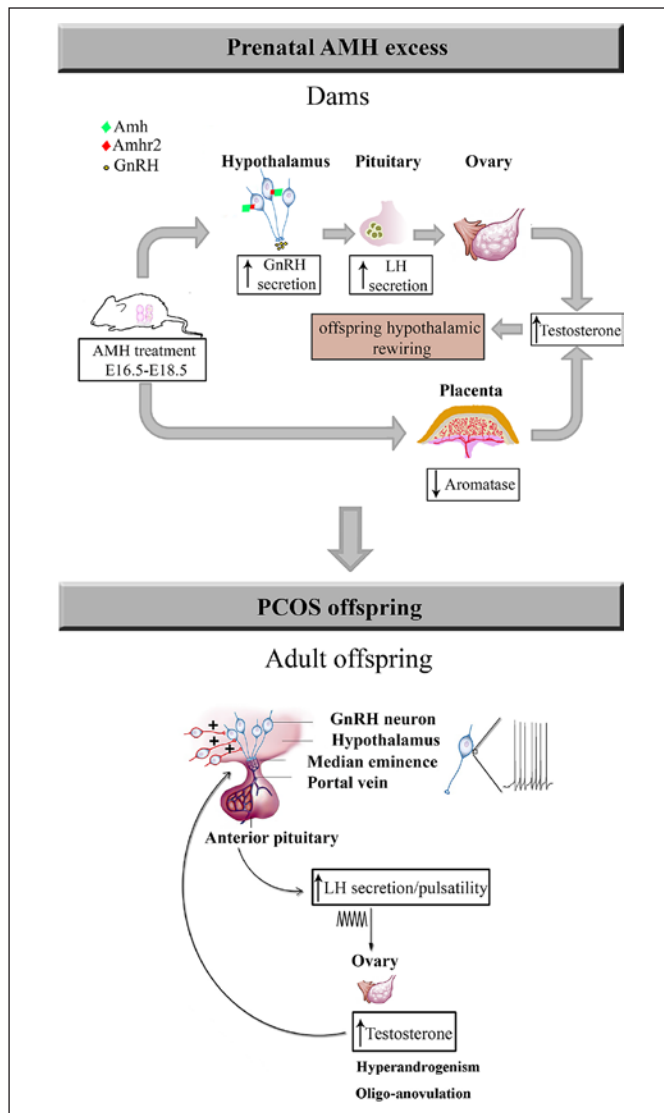 Prenatal AMH excess
Dams
Amh
Amhr2
GnRH
Hypothalamus
Pituitary
Ovary
GnRH
secretion
LH
secretion
AMH treatment
E16.5-E18.5
offspring hypothalamic
rewiring
Testosterone
Placenta
Aromatase
PCOS offspring
Adult offspring
+
+
+
GnRH neuron
Hypothalamus
Median eminence
Portal vein
Anterior pituitary
LH secretion/pulsatility
Ovary
Testosterone
Hyperandrogenism
Oligo-anovulation